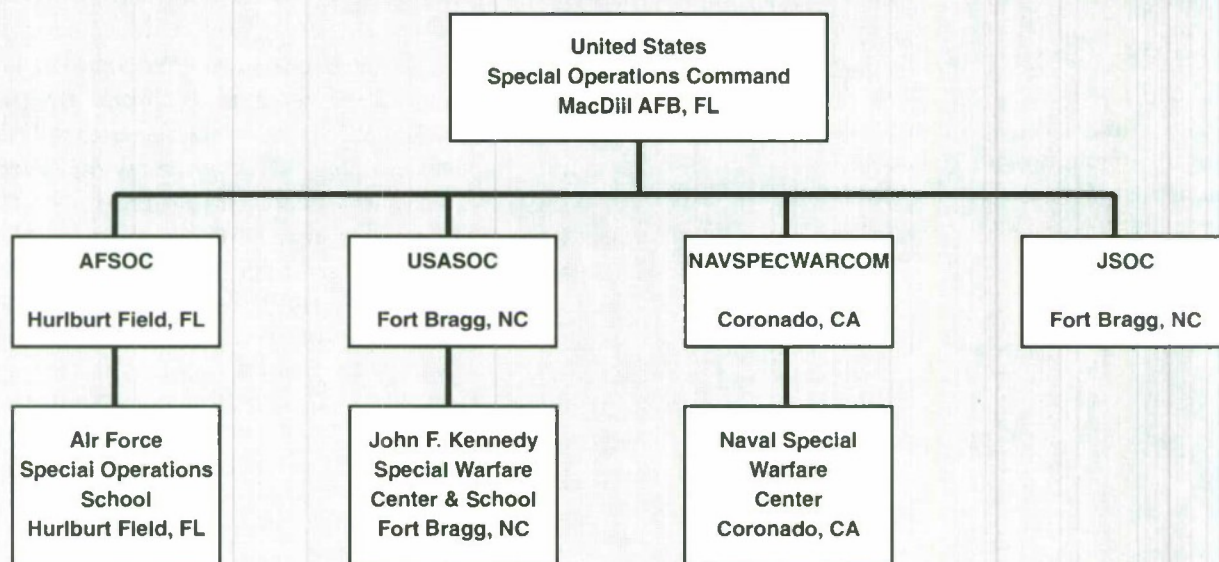 United States
Special Operations Command
MacDill AFB, FL
AFSOC
Hurlburt Field, FL
USASOC
Fort Bragg, NC
NAVSPECWARCOM
Coronado, CA
JSOC
Fort Bragg, NC
Air Force
Special Operations
School
Hurlburt Field, FL
John F. Kennedy
Special Warfare
Center & School
Fort Bragg, NC
Naval Special
Warfare
Center
Coronado, CA